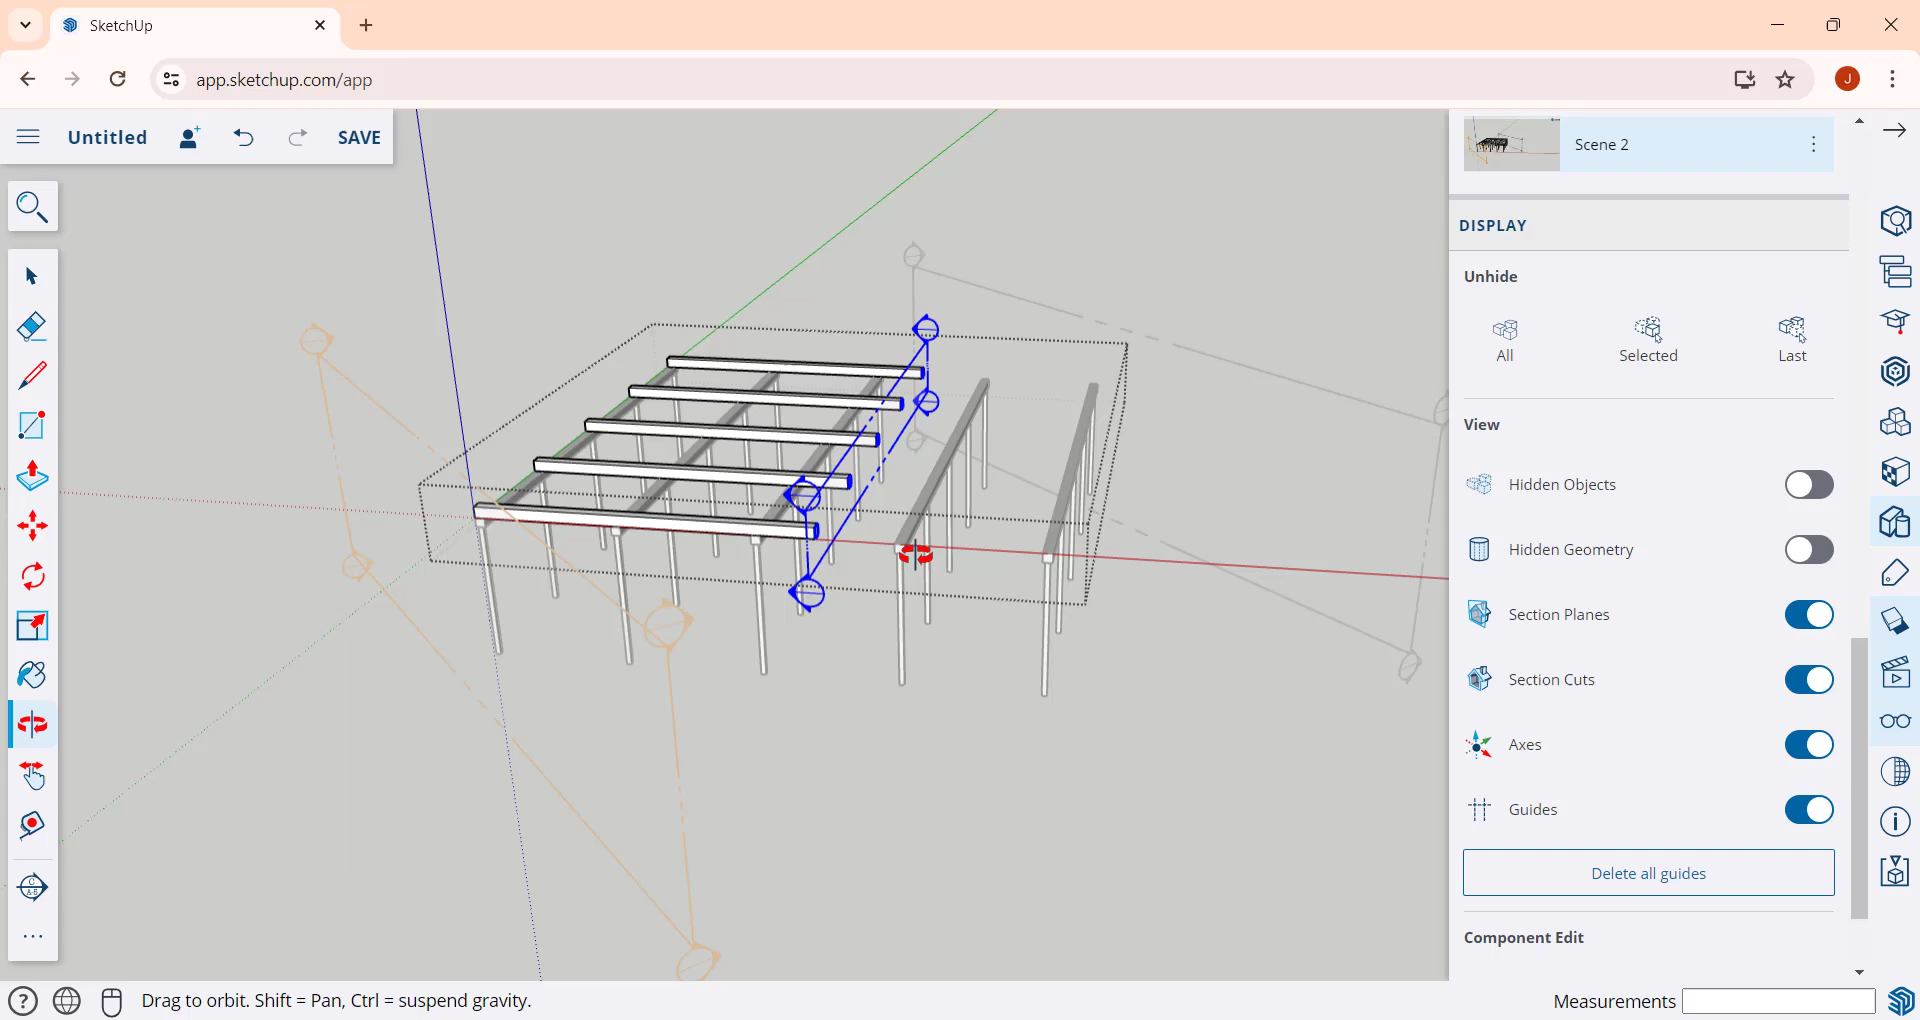 SketchUp
app.sketchup.com/app
J
Untitled
SAVE
Scene 2
DISPLAY
Unhide
All
Selected
Last
View
Hidden Objects
Hidden Geometry
Section Planes
Section Cuts
Axes
Guides
Delete all guides
Component Edit
Drag to orbit. Shift = Pan, Ctrl = suspend gravity.
Measurements